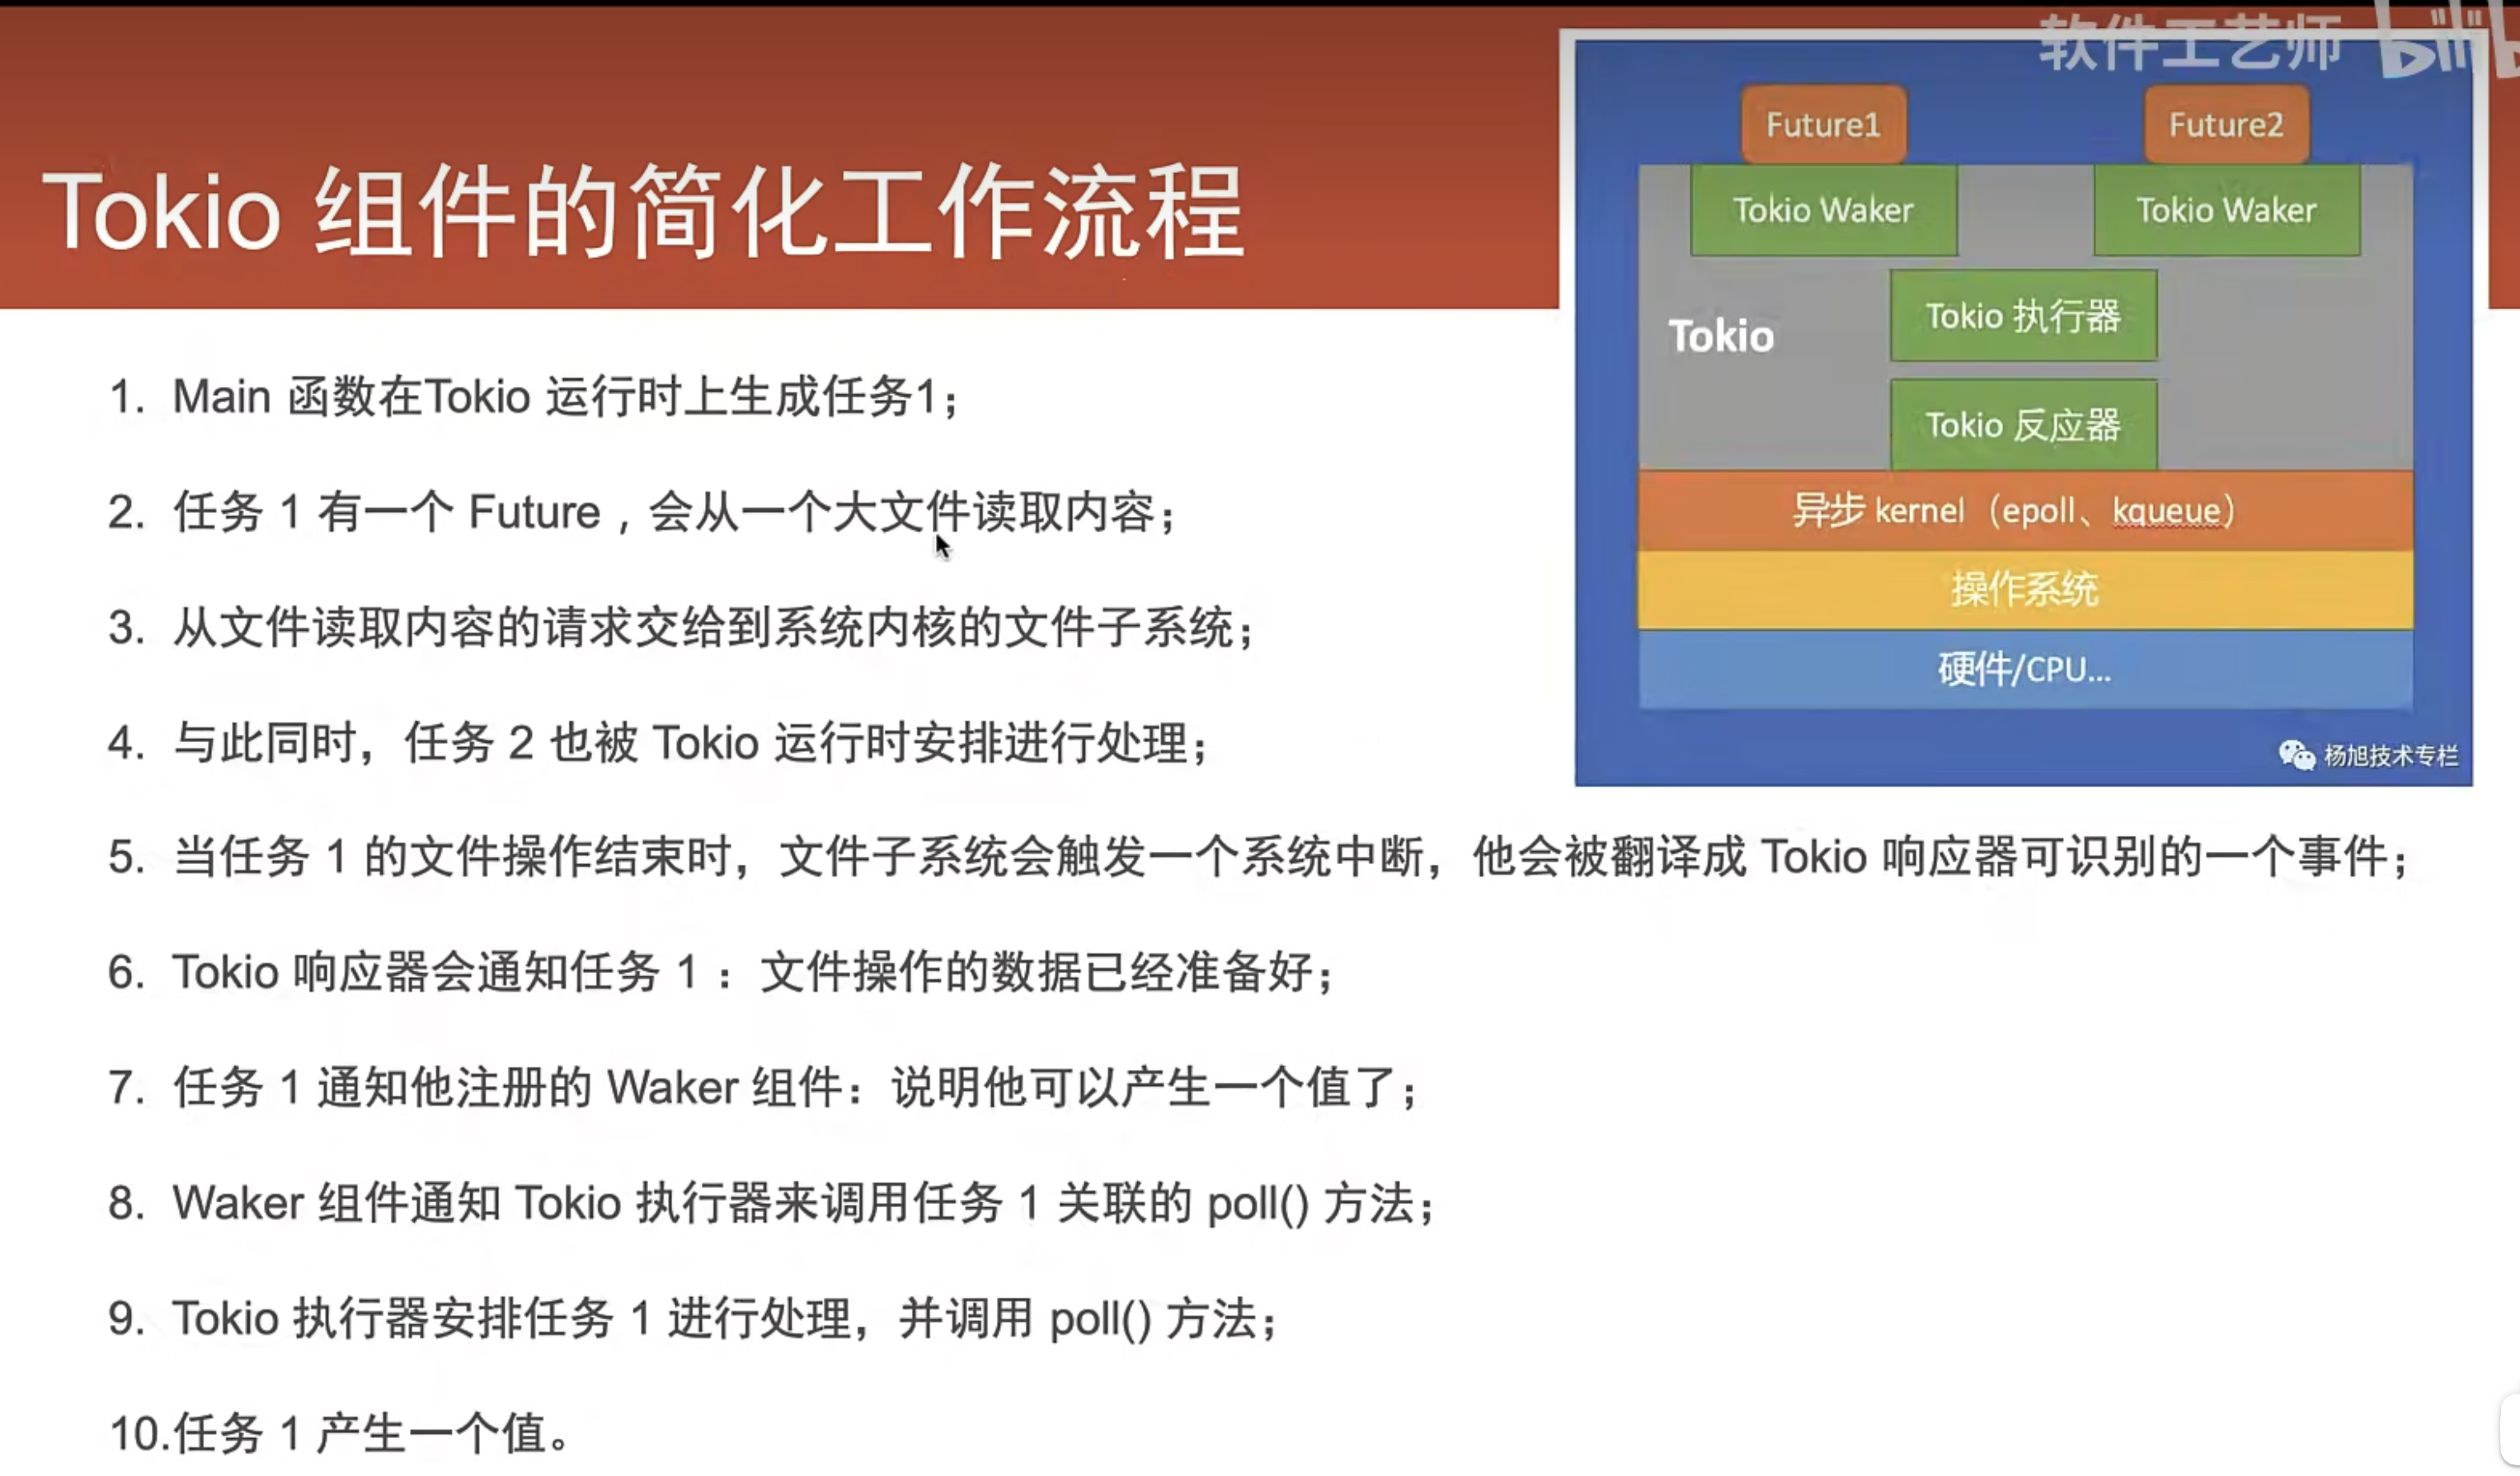 软件工艺师
Tokio 组件的简化工作流程
Future1
Future2
Tokio Waker
Tokio Waker
Tokio 执行器
Tokio
Tokio 反应器
异步 kernel（epoll、kqueue）
操作系统
硬件/CPU...
杨旭技术专栏
1. Main 函数在Tokio 运行时上生成任务1；
2. 任务 1 有一个 Future，会从一个大文件读取内容；
3. 从文件读取内容的请求交给到系统内核的文件子系统；
4. 与此同时，任务 2 也被 Tokio 运行时安排进行处理；
5. 当任务 1 的文件操作结束时，文件子系统会触发一个系统中断，他会被翻译成 Tokio 响应器可识别的一个事件；
6. Tokio 响应器会通知任务 1 ：文件操作的数据已经准备好；
7. 任务 1 通知他注册的 Waker 组件：说明他可以产生一个值了；
8. Waker 组件通知 Tokio 执行器来调用任务 1 关联的 poll() 方法；
9. Tokio 执行器安排任务 1 进行处理，并调用 poll() 方法；
10.任务 1 产生一个值。